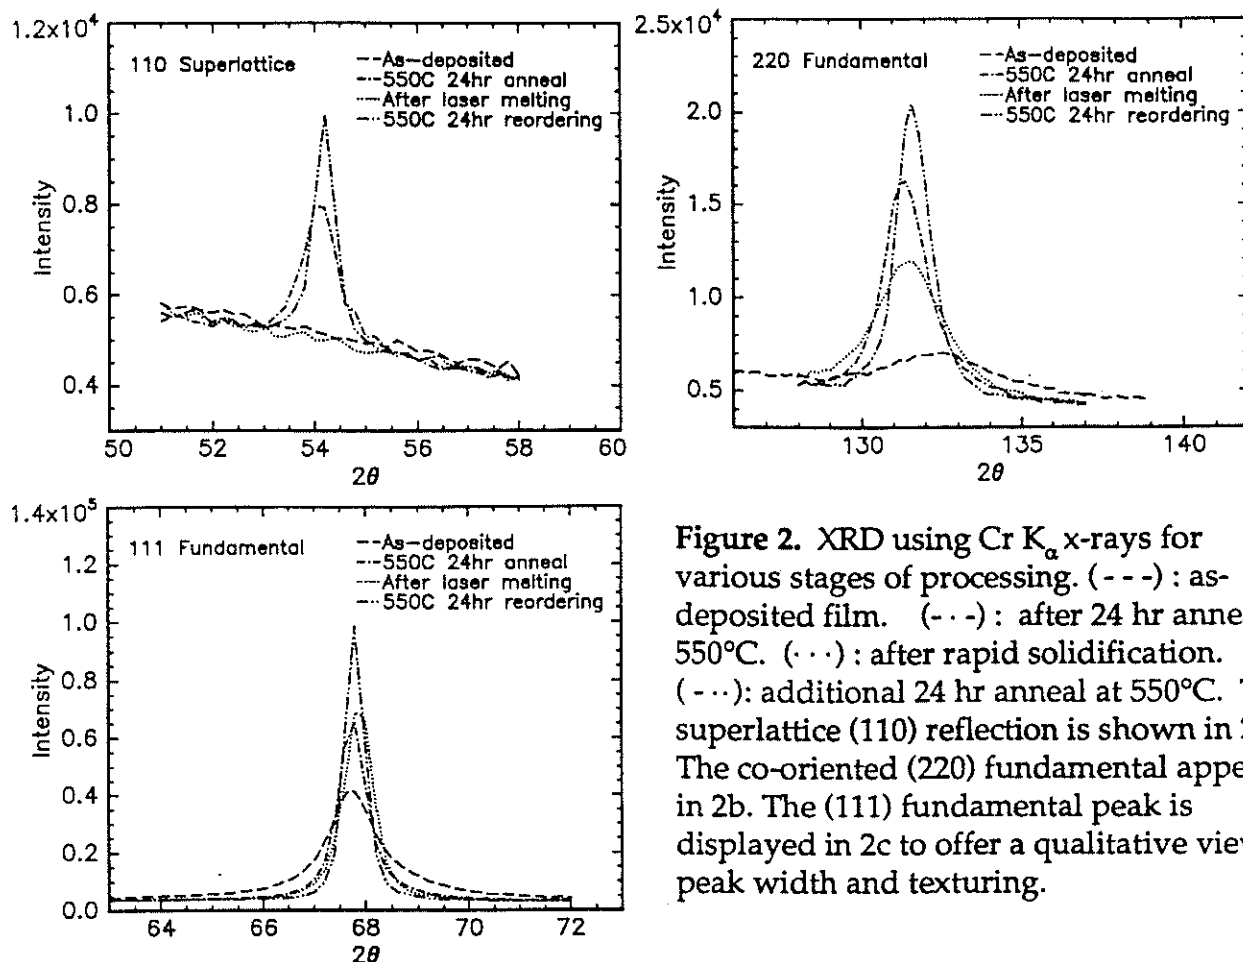 1.2x10⁴
1.0
0.8
0.6
0.4
Intensity
110 Superlattice
As-deposited
550C 24hr anneal
After laser melting
550C 24hr reordering
50 52 54 56 58 60
2θ
2.5x10⁴
2.0
1.5
1.0
0.5
Intensity
220 Fundamental
As-deposited
550C 24hr anneal
After laser melting
550C 24hr reordering
130 135 140
2θ
1.4x10⁵
1.2
1.0
0.8
0.6
0.4
0.2
0.0
Intensity
111 Fundamental
As-deposited
550C 24hr anneal
After laser melting
550C 24hr reordering
64 66 68 70 72
2θ
Figure 2. XRD using Cr Kα x-rays for
various stages of processing. (- - -) : as-
deposited film. (- · · -) : after 24 hr
550°C. (· · ·) : after rapid solidification.
(- ··): additional 24 hr anneal at 550°C.
superlattice (110) reflection is shown in
The co-oriented (220) fundamental
in 2b. The (111) fundamental peak is
displayed in 2c to offer a qualitative
peak width and texturing.